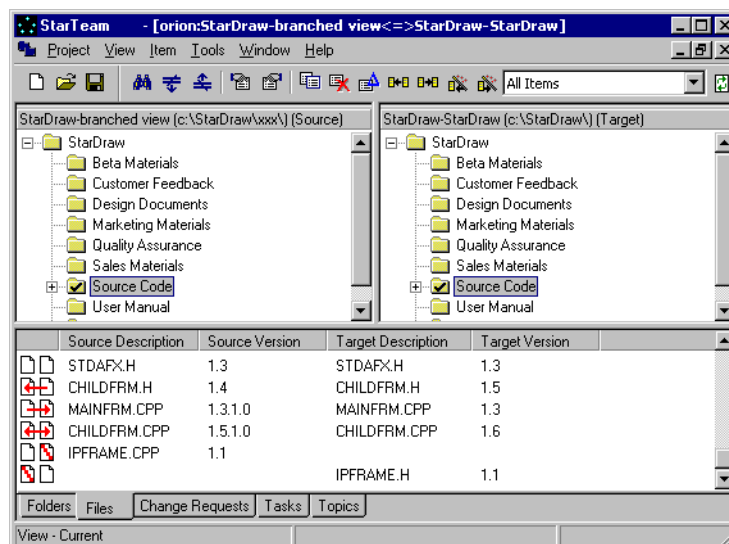 StarTeam - [orion:StarDraw-branched view<=>StarDraw-StarDraw]
Project View Item Tools Window Help
All Items
StarDraw-branched view (c:\StarDraw\xxx\) (Source)
StarDraw
Beta Materials
Customer Feedback
Design Documents
Marketing Materials
Quality Assurance
Sales Materials
Source Code
User Manual
StarDraw-StarDraw (c:\StarDraw\) (Target)
StarDraw
Beta Materials
Customer Feedback
Design Documents
Marketing Materials
Quality Assurance
Sales Materials
Source Code
User Manual
Source Description Source Version Target Description Target Version
STDAFX.H 1.3 STDAFX.H 1.3
CHILDFRM.H 1.4 CHILDFRM.H 1.5
MAINFRM.CPP 1.3.1.0 MAINFRM.CPP 1.3
CHILDFRM.CPP 1.5.1.0 CHILDFRM.CPP 1.6
IPFRAME.CPP 1.1
IPFRAME.H 1.1
Folders Files Change Requests Tasks Topics
View - Current